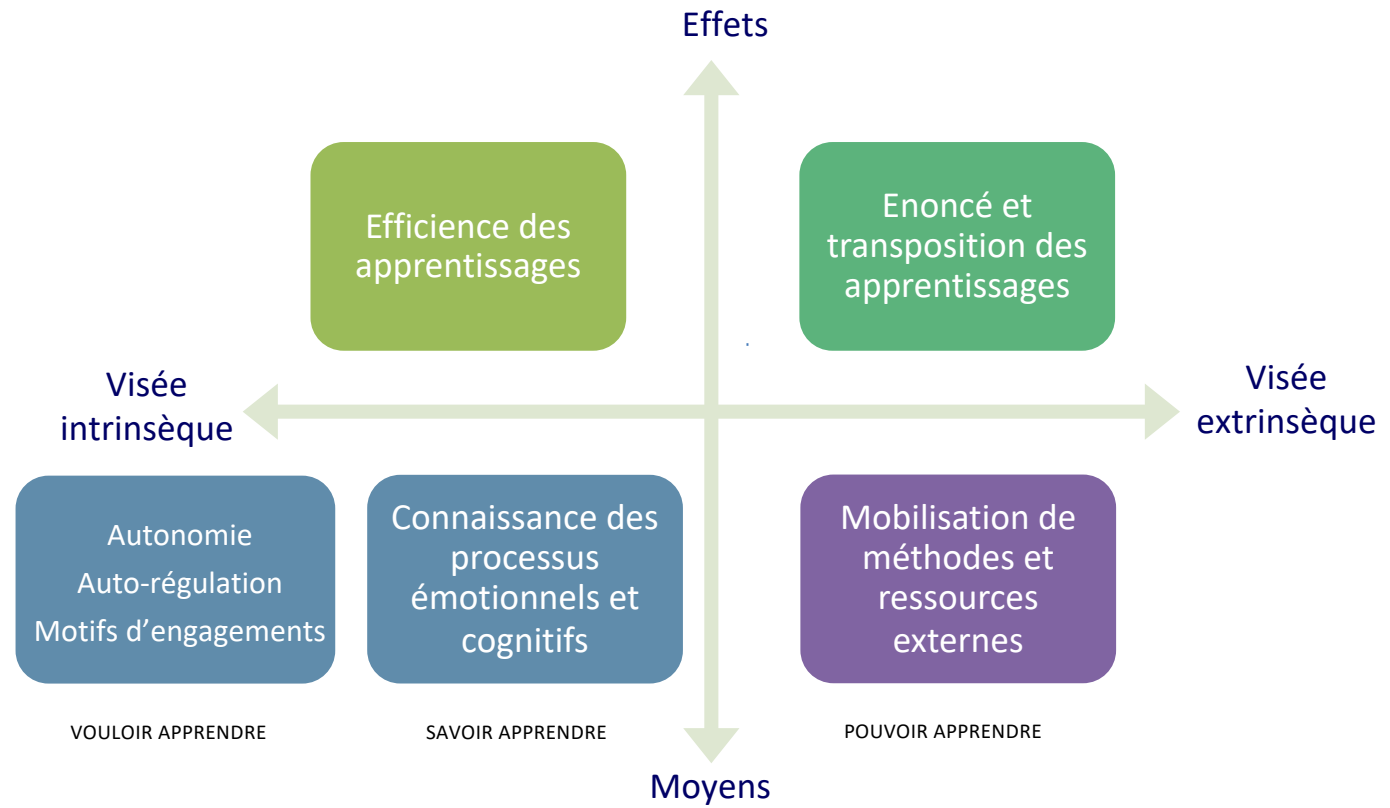 Effets
Efficience des
apprentissages
Enoncé et
transposition des
apprentissages
Visée
intrinsèque
Visée
extrinsèque
Autonomie
Auto-régulation
Motifs d’engagements
Connaissance des
processus
émotionnels et
cognitifs
Mobilisation de
méthodes et
ressources
externes
VOULOIR APPRENDRE
SAVOIR APPRENDRE
POUVOIR APPRENDRE
Moyens